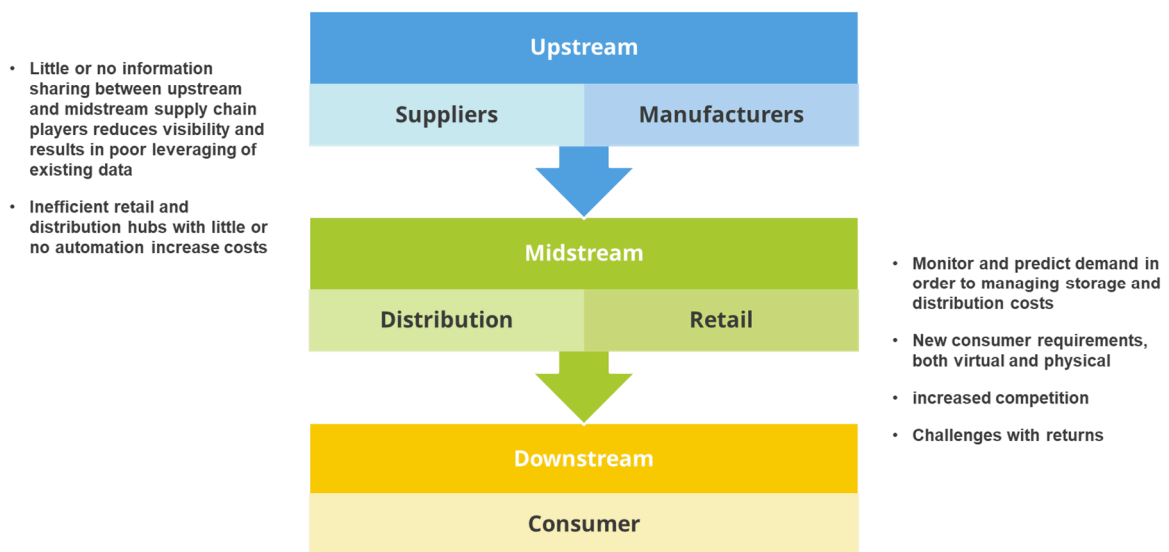 Upstream
Suppliers
Manufacturers
• Little or no information
sharing between upstream
and midstream supply chain
players reduces visibility and
results in poor leveraging of
existing data
• Inefficient retail and
distribution hubs with little or
no automation increase costs
Midstream
Distribution
Retail
• Monitor and predict demand in
order to managing storage and
distribution costs
• New consumer requirements,
both virtual and physical
• increased competition
• Challenges with returns
Downstream
Consumer